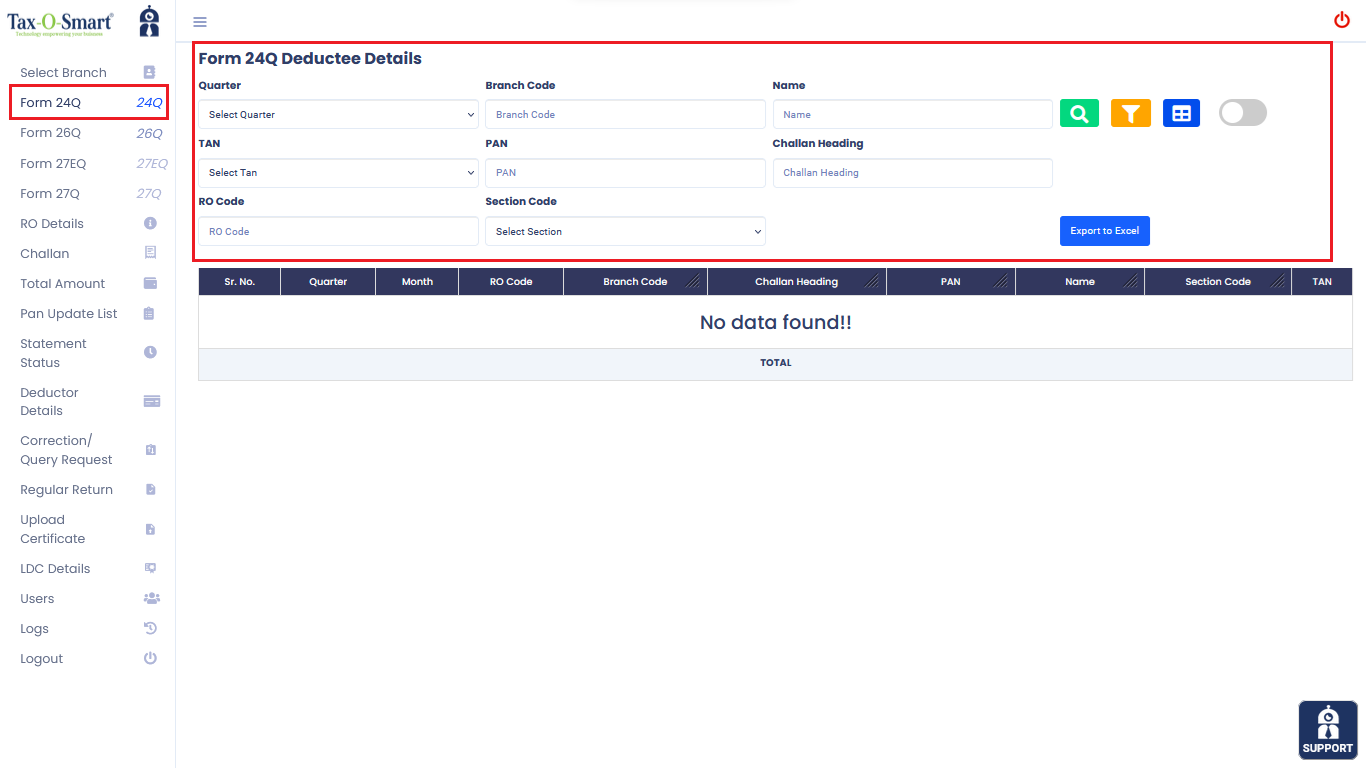 Tax-O-Smart®
Technology empowering your business
Select Branch
Form 24Q 24Q
Form 26Q 26Q
Form 27EQ 27EQ
Form 27Q 27Q
RO Details
Challan
Total Amount
Pan Update List
Statement
Status
Deductor
Details
Correction/
Query Request
Regular Return
Upload
Certificate
LDC Details
Users
Logs
Logout
Form 24Q Deductee Details
Quarter Branch Code Name
Select Quarter Branch Code Name
TAN PAN Challan Heading
Select Tan PAN Challan Heading
RO Code Section Code
RO Code Select Section Export to Excel
Sr. No. Quarter Month RO Code Branch Code Challan Heading PAN Name Section Code TAN
No data found!!
TOTAL
SUPPORT